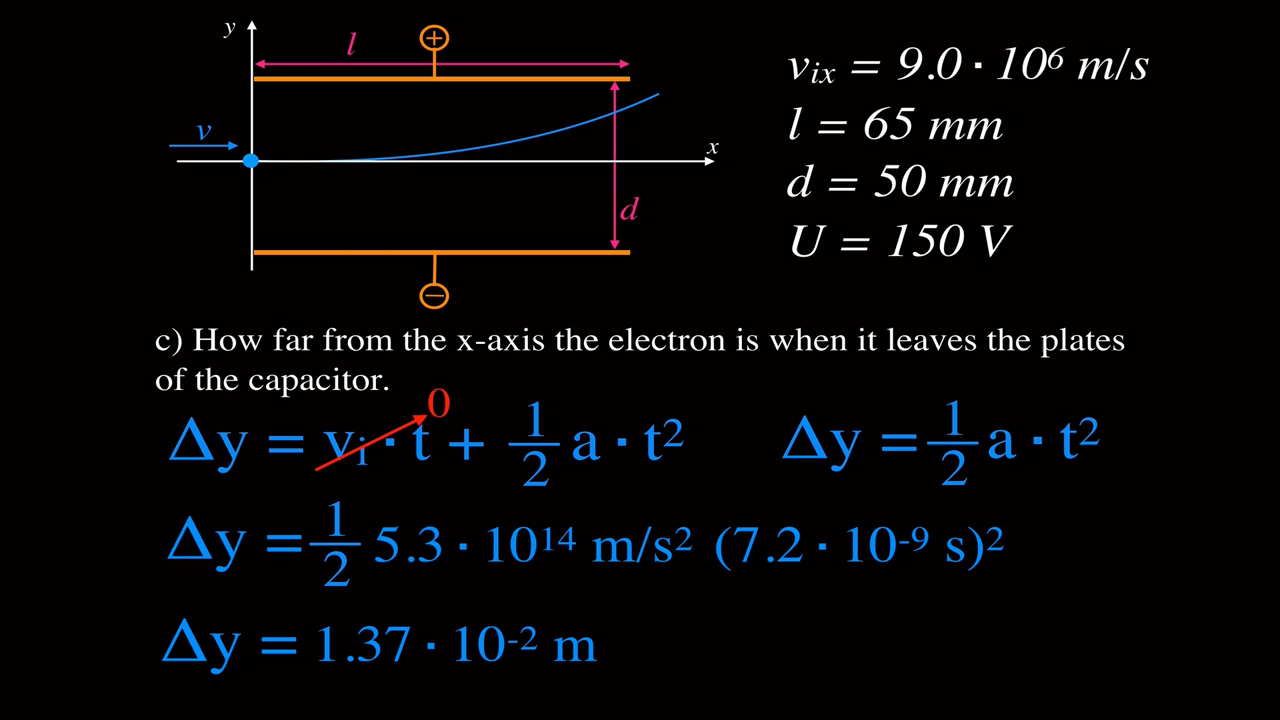 y
l
+
v
x
d
−
vᵢₓ = 9.0 · 10⁶ m/s
l = 65 mm
d = 50 mm
U = 150 V
c) How far from the x-axis the electron is when it leaves the plates
of the capacitor.
0
Δy = vᵢ · t + 1/2 a · t²
Δy = 1/2 a · t²
Δy = 1/2 5.3 · 10¹⁴ m/s² (7.2 · 10⁻⁹ s)²
Δy = 1.37 · 10⁻² m